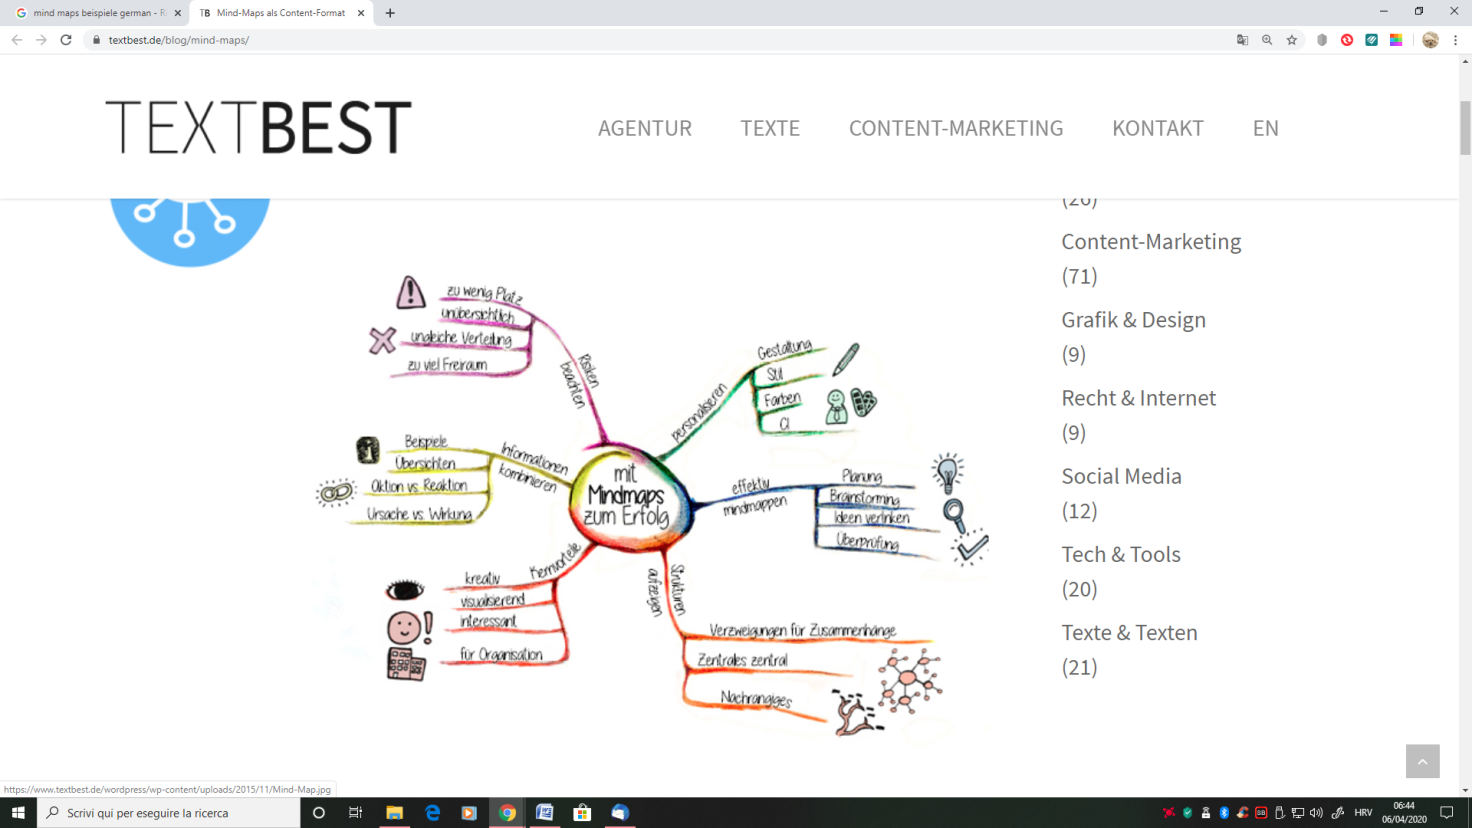 mind maps beispiele german - R
Mind-Maps als Content-Format
textbest.de/blog/mind-maps/
TEXTBEST
AGENTUR
TEXTE
CONTENT-MARKETING
KONTAKT
EN
zu wenig Platz
unübersichtlich
ungleiche Verteilung
zu viel Freiraum
Risiken
beachten
personalisieren
Gestaltung
Stil
Farben
CI
Beispiele
Übersichten
Aktion vs. Reaktion
Ursache vs. Wirkung
Informationen
kombinieren
mit
Mindmaps
zum Erfolg
effektiv
mindmappen
Planung
Brainstorming
Ideen verlinken
Überprüfung
Kernvorteile
kreativ
visualisierend
interessant
für Organisation
Strukturen
aufzeigen
Verzweigungen für Zusammenhänge
Zentrales zentral
Nachrangiges
(26)
Content-Marketing
(71)
Grafik & Design
(9)
Recht & Internet
(9)
Social Media
(12)
Tech & Tools
(20)
Texte & Texten
(21)
https://www.textbest.de/wordpress/wp-content/uploads/2015/11/Mind-Map.jpg
Scrivi qui per eseguire la ricerca
HRV
06:44
06/04/2020